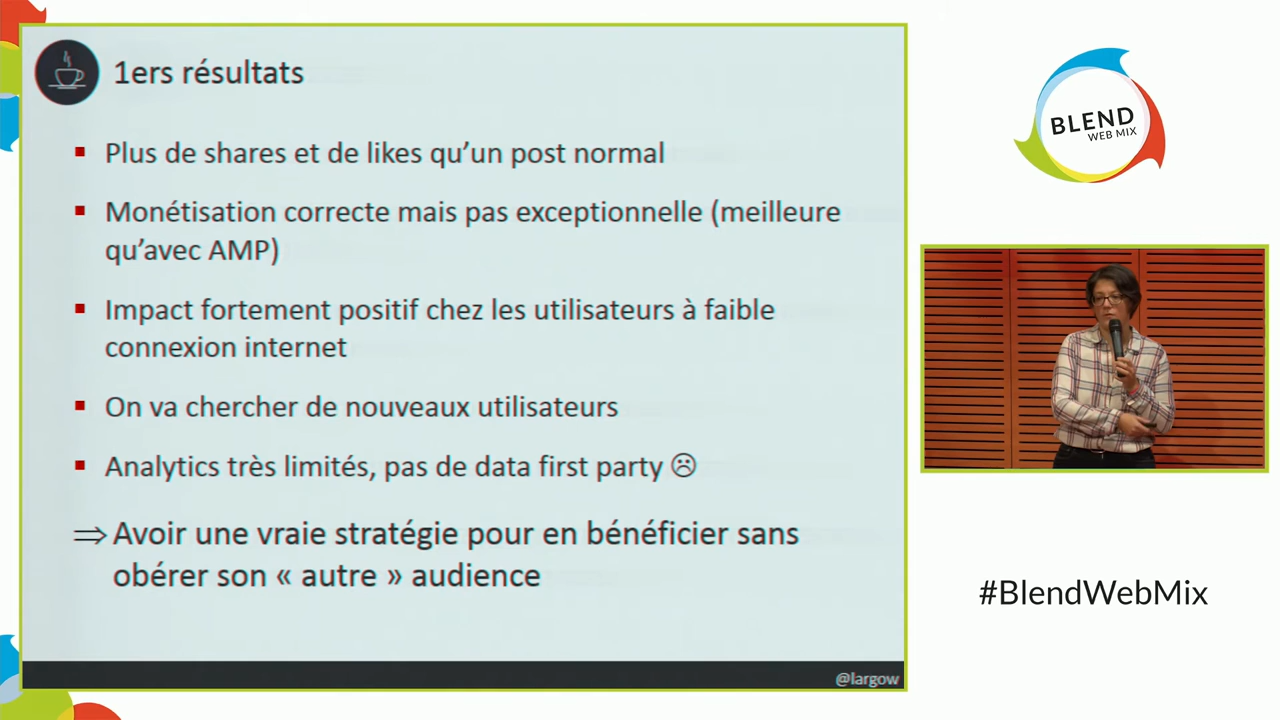 1ers résultats
Plus de shares et de likes qu'un post normal
Monétisation correcte mais pas exceptionnelle (meilleure
qu'avec AMP)
Impact fortement positif chez les utilisateurs à faible
connexion internet
On va chercher de nouveaux utilisateurs
Analytics très limités, pas de data first party ☹
⇒ Avoir une vraie stratégie pour en bénéficier sans
obérer son « autre » audience
@largow
BLEND
WEB MIX
#BlendWebMix